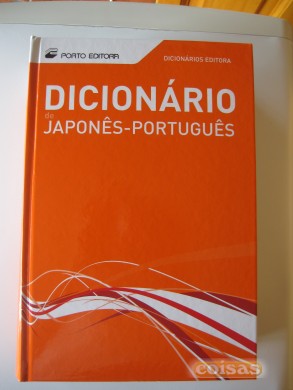 PORTO EDITORA
DICIONÁRIOS EDITORA
DICIONÁRIO
de
JAPONÊS-PORTUGUÊS
coisas